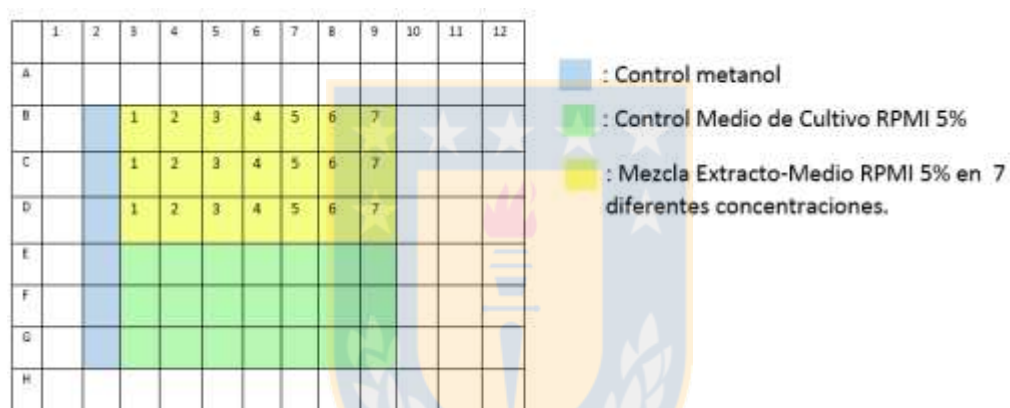 1 2 3 4 5 6 7 8 9 10 11 12
A
B 1 2 3 4 5 6 7
C 1 2 3 4 5 6 7
D 1 2 3 4 5 6 7
E
F
G
H
: Control metanol
: Control Medio de Cultivo RPMI 5%
: Mezcla Extracto-Medio RPMI 5% en 7
diferentes concentraciones.